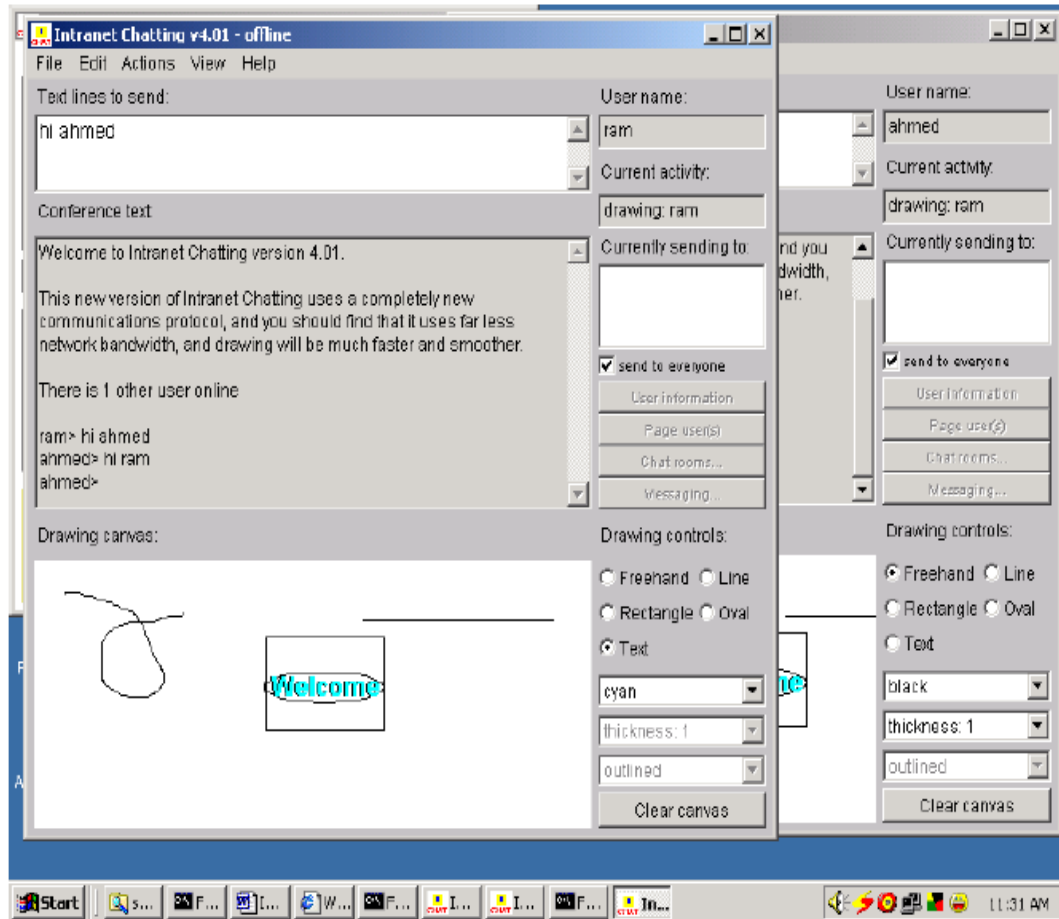 Intranet Chatting v4.01 - offline
File Edit Actions View Help
Text lines to send:
hi ahmed
Conference text:
Welcome to Intranet Chatting version 4.01.
This new version of Intranet Chatting uses a completely new
communications protocol, and you should find that it uses far less
network bandwidth, and drawing will be much faster and smoother.
There is 1 other user online
ram> hi ahmed
ahmed> hi ram
ahmed>
Drawing canvas:
Welcome
User name:
ram
Current activity:
drawing: ram
Currently sending to:
send to everyone
User information
Page user(s)
Chat rooms...
Messaging...
Drawing controls:
Freehand Line
Rectangle Oval
Text
cyan
thickness: 1
outlined
Clear canvas
nd you
dwidth,
her.
me
User name:
ahmed
Current activity:
drawing: ram
Currently sending to:
send to everyone
User information
Page user(s)
Chat rooms...
Messaging...
Drawing controls:
Freehand Line
Rectangle Oval
Text
black
thickness: 1
outlined
Clear canvas
A
Start s... F... I... W... F... I... I... F... In... 11:31 AM